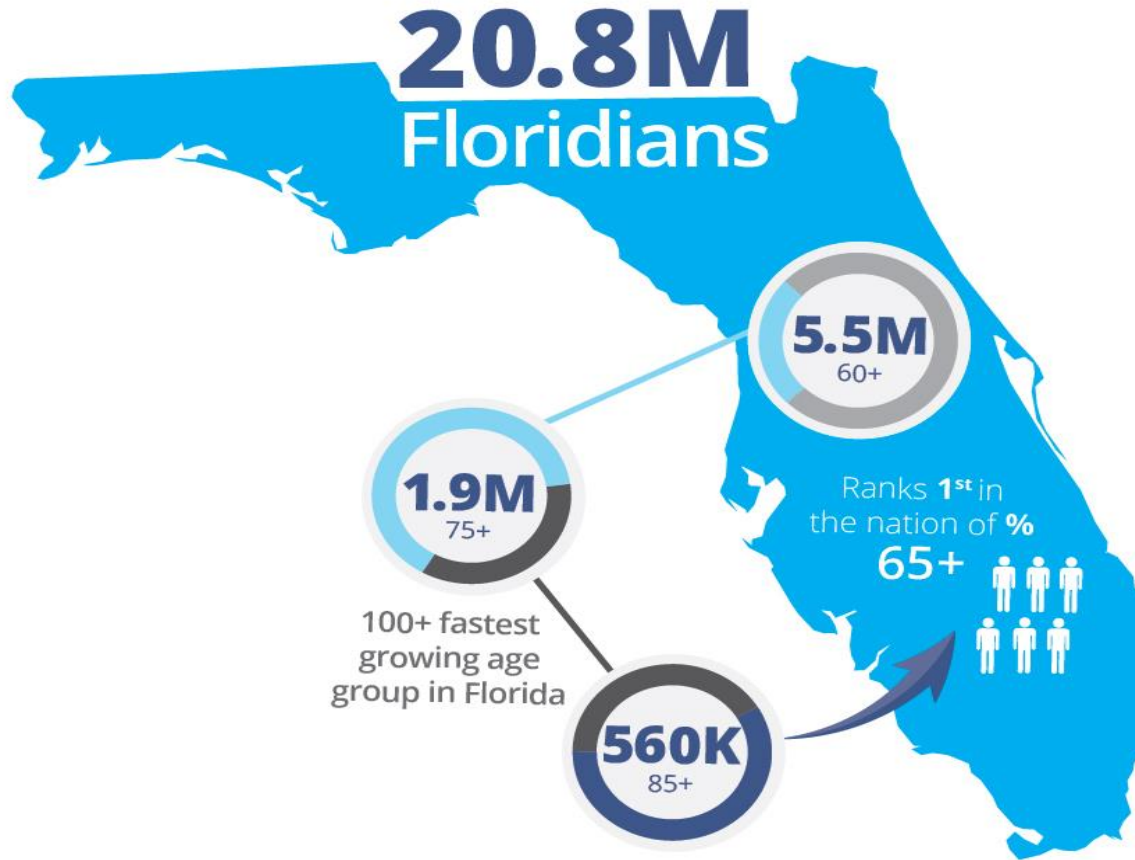 20.8M
Floridians
5.5M
60+
1.9M
75+
Ranks 1st in
the nation of %
65+
100+ fastest
growing age
group in Florida
560K
85+